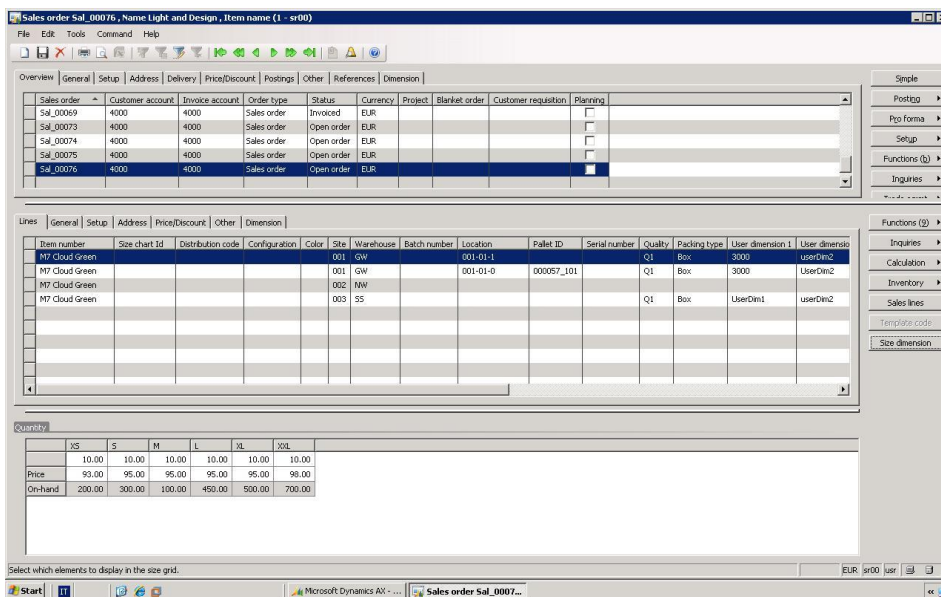 Sales order Sal_00076 , Name Light and Design , Item name (1 - sr00)
File Edit Tools Command Help
Overview General Setup Address Delivery Price/Discount Postings Other References Dimension
Simple
Sales order Customer account Invoice account Order type Status Currency Project Blanket order Customer requisition Planning
Posting
Sal_00069 4000 4000 Sales order Invoiced EUR
Sal_00073 4000 4000 Sales order Open order EUR
Pro forma
Sal_00074 4000 4000 Sales order Open order EUR
Setup
Sal_00075 4000 4000 Sales order Open order EUR
Functions (b)
Sal_00076 4000 4000 Sales order Open order EUR
Inquiries
Lines General Setup Address Price/Discount Other Dimension
Functions (9)
Item number Size chart Id Distribution code Configuration Color Site Warehouse Batch number Location Pallet ID Serial number Quality Packing type User dimension 1 User dimensio
Inquiries
M7 Cloud Green 001 GW 001-01-1 Q1 Box 3000 userDim2
Calculation
M7 Cloud Green 001 GW 001-01-0 000057_101 Q1 Box 3000 UserDim2
M7 Cloud Green 002 NW
Inventory
M7 Cloud Green 003 SS Q1 Box UserDim1 userDim2
Sales lines
Template code
Size dimension
Quantity
XS S M L XL XXL
10.00 10.00 10.00 10.00 10.00 10.00
Price 93.00 95.00 95.00 95.00 95.00 98.00
On-hand 200.00 300.00 100.00 450.00 500.00 700.00
Select which elements to display in the size grid.
EUR sr00 usr
Start IT Microsoft Dynamics AX - ... Sales order Sal_0007...